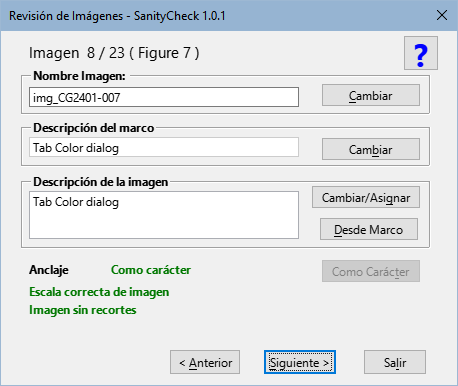 Revisión de Imágenes - SanityCheck 1.0.1
Imagen 8 / 23 ( Figure 7 )
?
Nombre Imagen:
img_CG2401-007
Cambiar
Descripción del marco
Tab Color dialog
Cambiar
Descripción de la imagen
Tab Color dialog
Cambiar/Asignar
Desde Marco
Anclaje Como carácter
Como Carácter
Escala correcta de imagen
Imagen sin recortes
< Anterior
Siguiente >
Salir